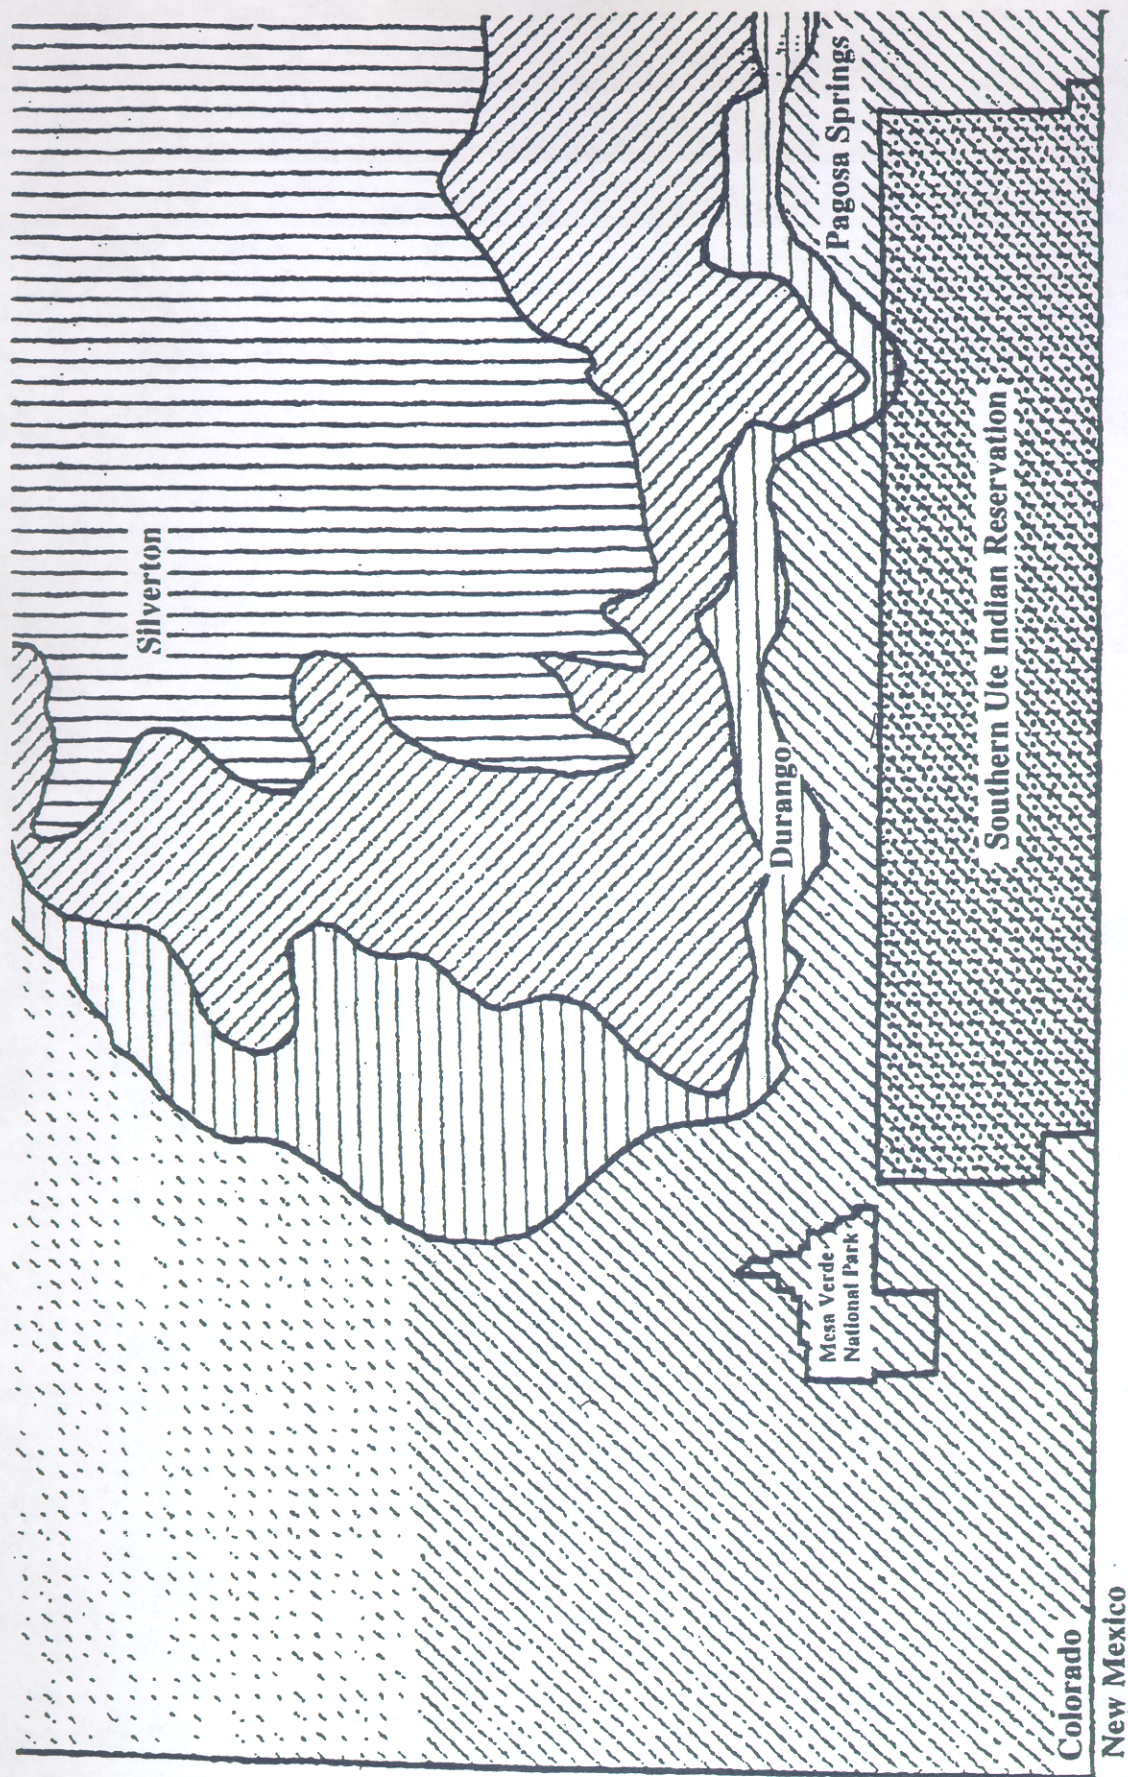 Silverton
Pagosa Springs
Durango
Mesa Verde
National Park
Southern Ute Indian Reservation
Colorado
New Mexico